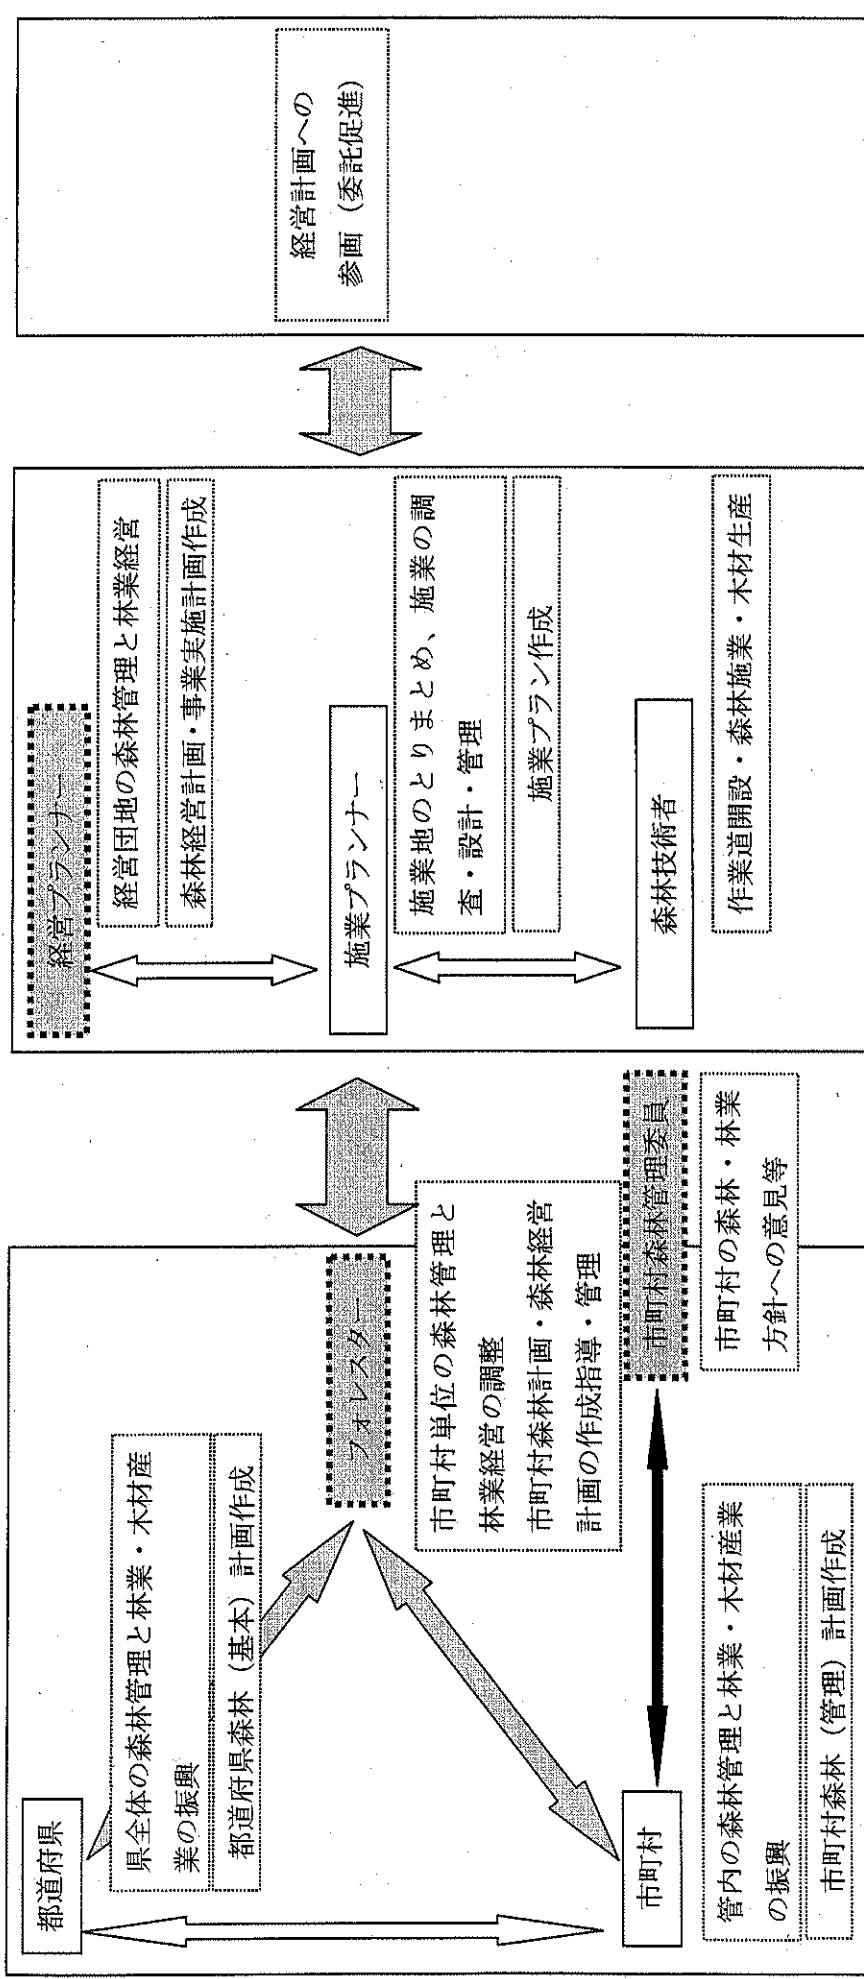 都道府県
県全体の森林管理と林業・木材産
業の振興
都道府県森林（基本）計画作成
フォレスター
市町村単位の森林管理と
林業経営の調整
市町村森林計画・森林経営
計画の作成指導・管理
市町村
管内の森林管理と林業・木材産業
の振興
市町村森林（管理）計画作成
市町村森林管理委員
市町村の森林・林業
方針への意見等
経営プランナー
経営団地の森林管理と林業経営
森林経営計画・事業実施計画作成
施業プランナー
施業地のとりまとめ、施業の調
査・設計・管理
施業プラン作成
森林技術者
作業道開設・森林施業・木材生産
経営計画への
参画（委託促進）